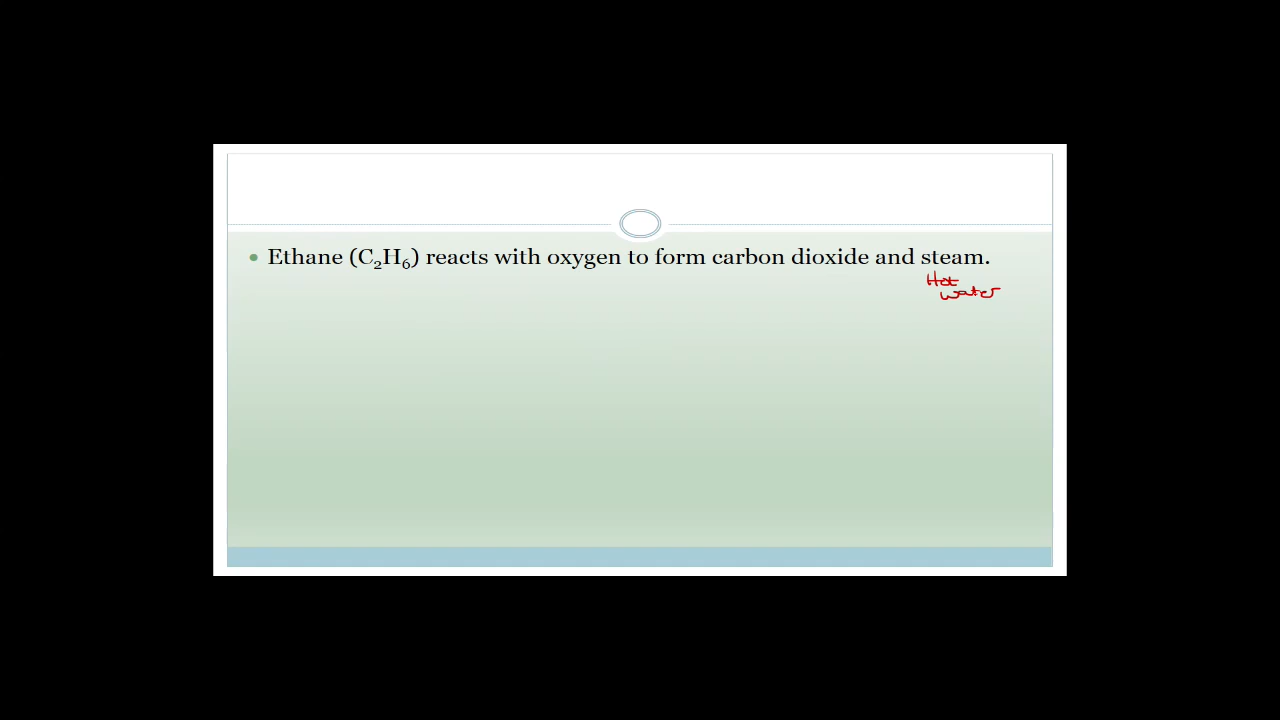 • Ethane (C₂H₆) reacts with oxygen to form carbon dioxide and steam.
Hot
water